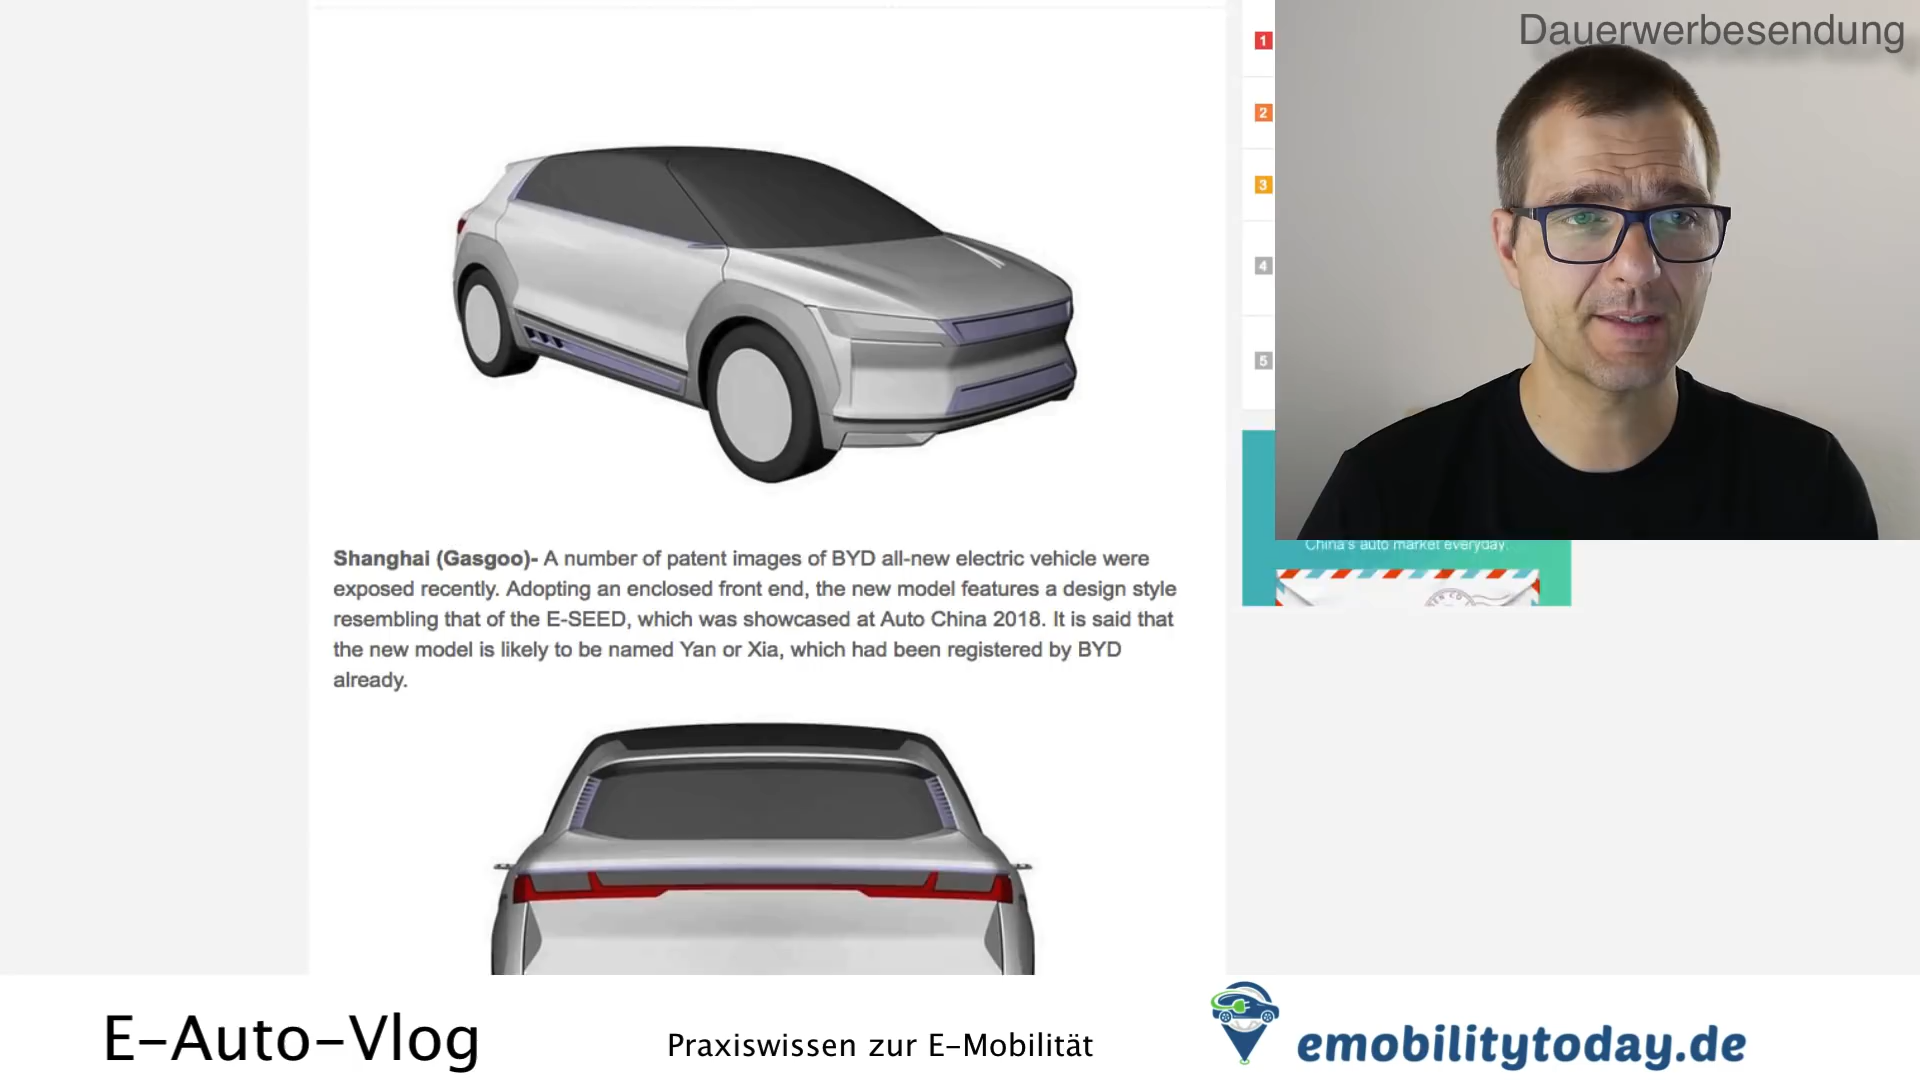 Dauerwerbesendung
1
2
3
4
5
China's auto market everyday.
Shanghai (Gasgoo)- A number of patent images of BYD all-new electric vehicle were
exposed recently. Adopting an enclosed front end, the new model features a design style
resembling that of the E-SEED, which was showcased at Auto China 2018. It is said that
the new model is likely to be named Yan or Xia, which had been registered by BYD
already.
E-Auto-Vlog
Praxiswissen zur E-Mobilität
emobilitytoday.de